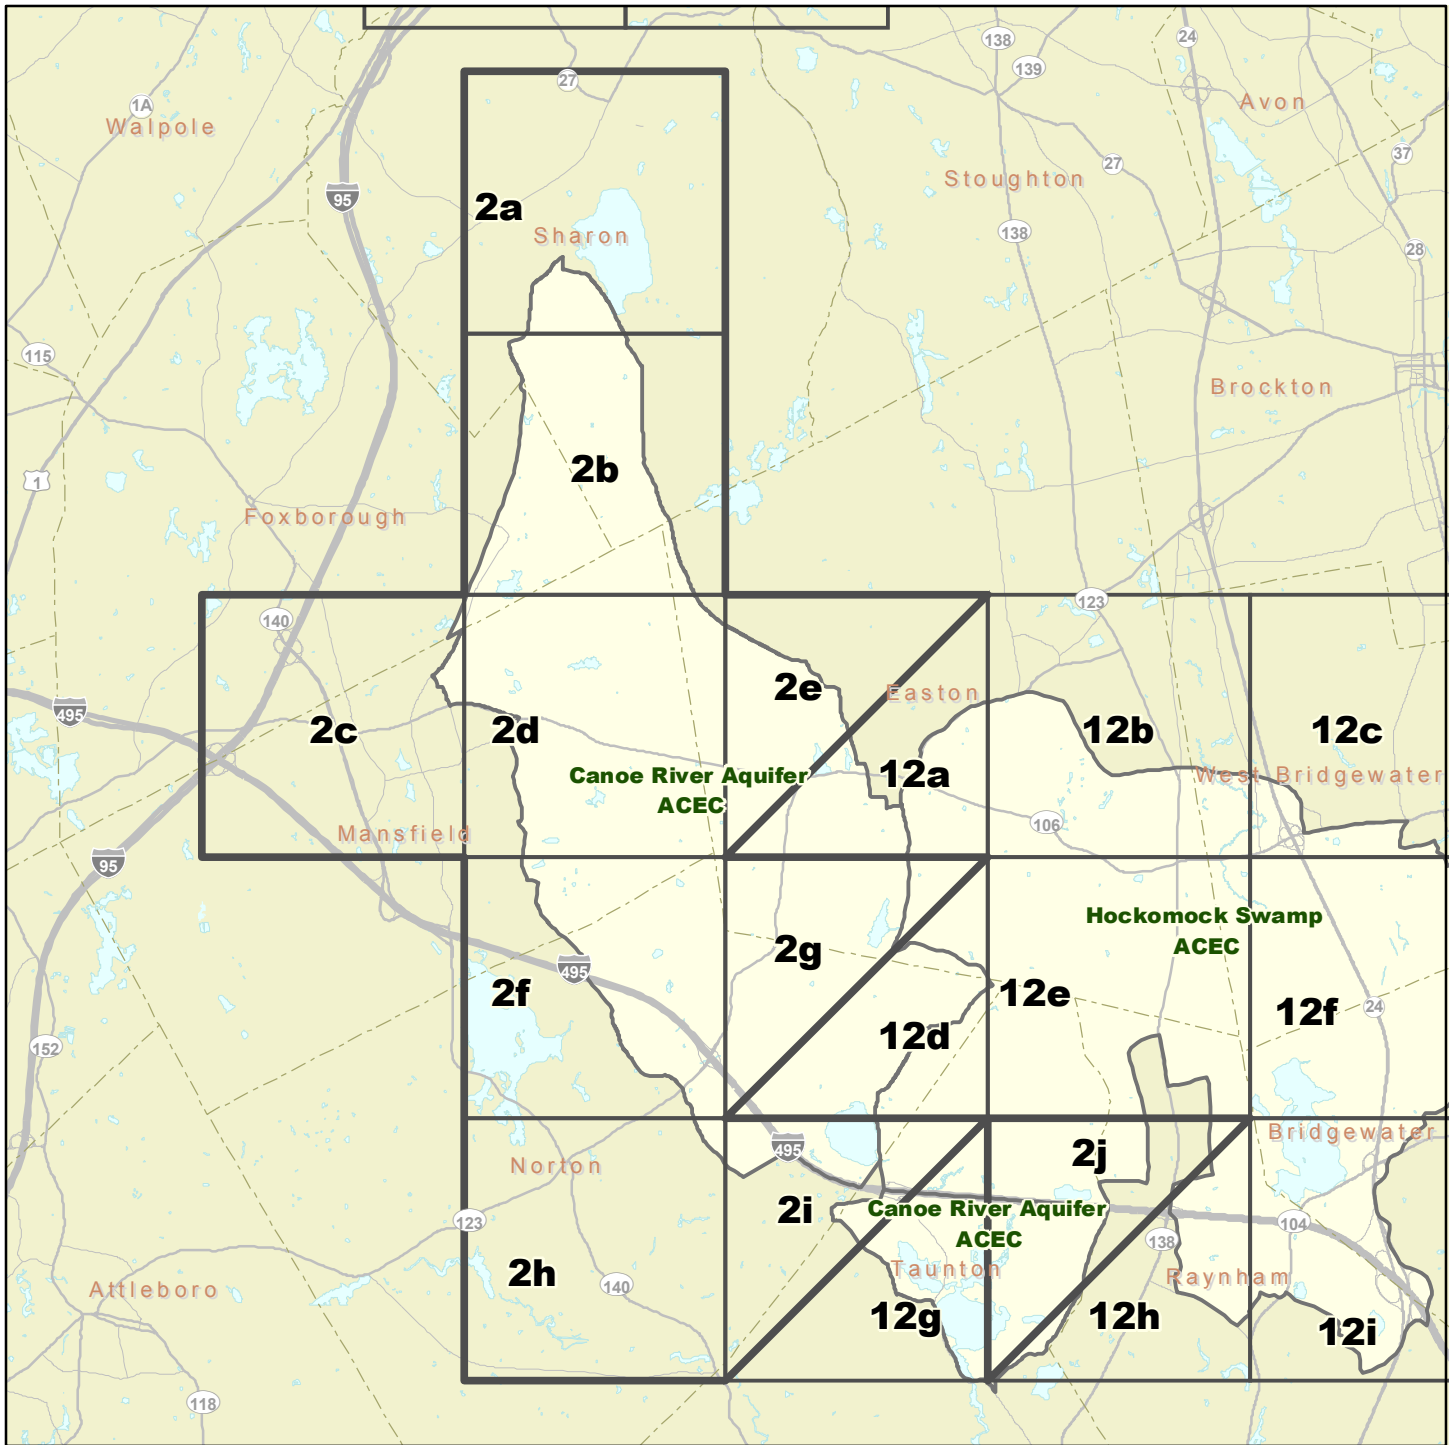 138
24
139
27
1A
Avon
Walpole
37
27
Stoughton
95
2a
138
Sharon
28
115
Brockton
2b
1
Foxborough
123
140
2e
Easton
495
2c
2d
12b
12c
Canoe River Aquifer
ACEC
12a
West Bridgewater
106
Mansfield
95
Hockomock Swamp
ACEC
2g
495
2f
12e
12f
24
12d
152
Bridgewater
495
2j
Norton
2i
Canoe River Aquifer
ACEC
123
104
138
Taunton
2h
Raynham
140
Attleboro
12g
12h
12i
118